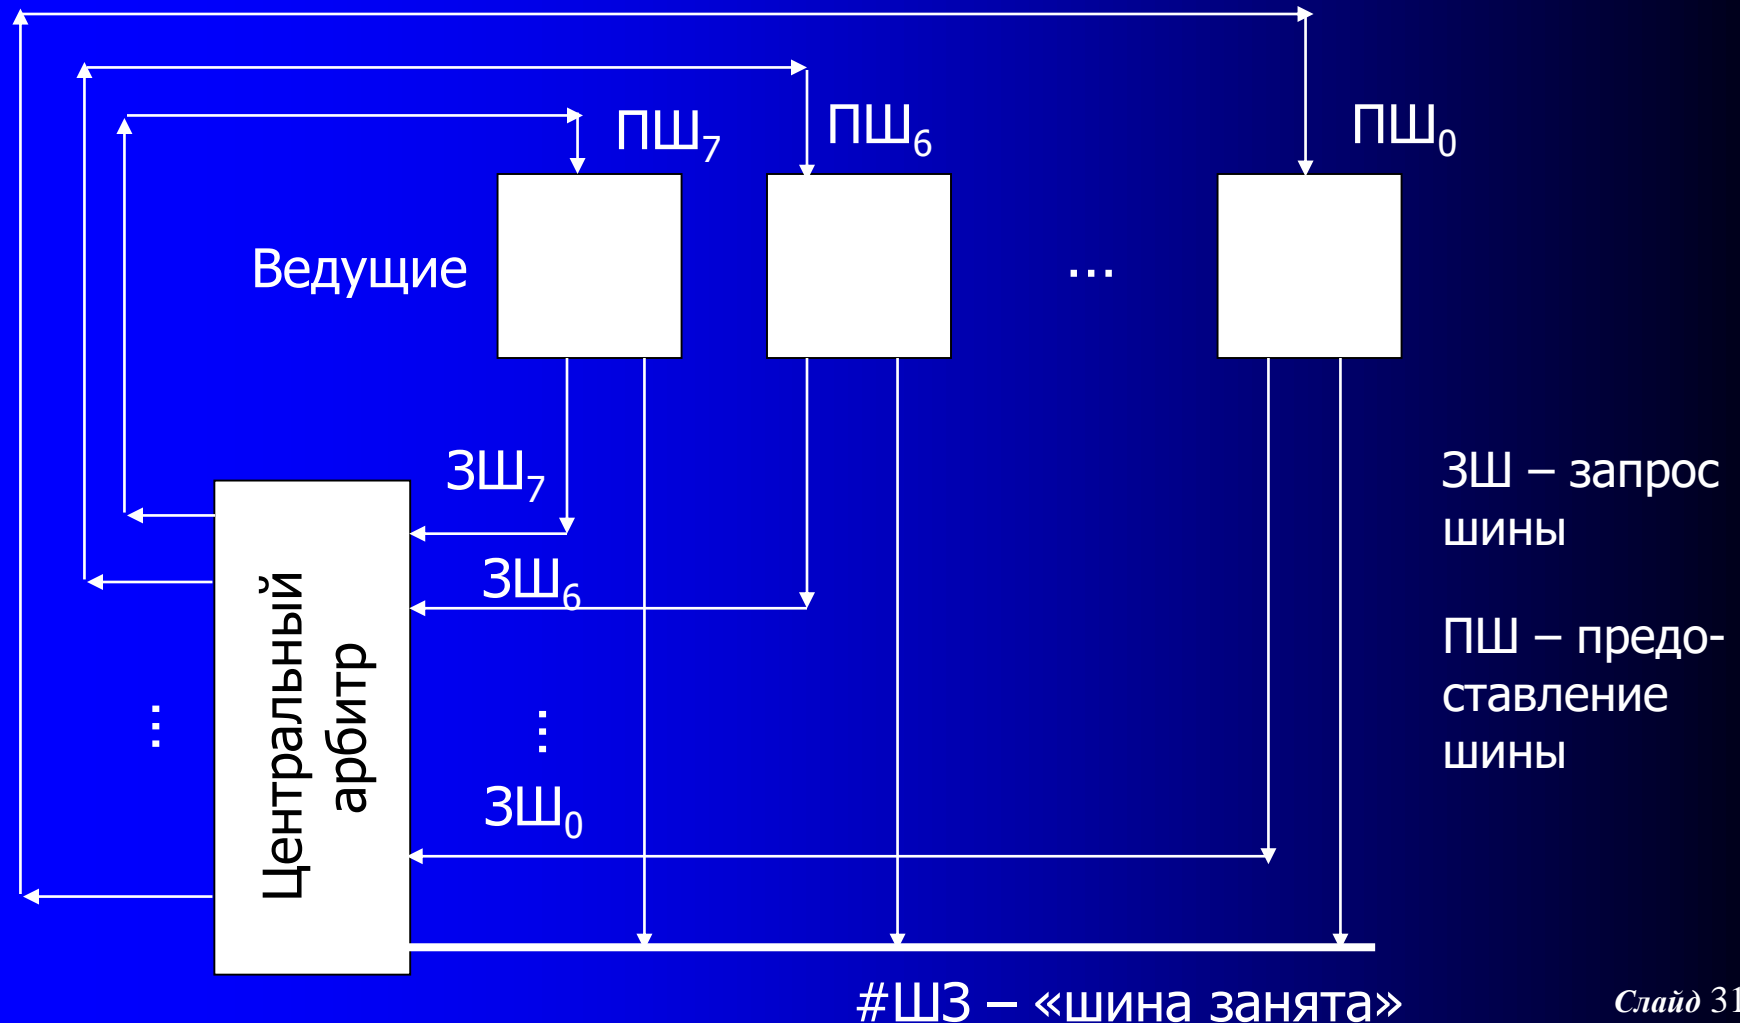 ПШ7
ПШ6
ПШ0
Ведущие
...
ЗШ7
ЗШ6
...
...
ЗШ0
Центральный
арбитр
ЗШ – запрос
шины
ПШ – предо-
ставление
шины
#ШЗ – «шина занята»
Слайд 31